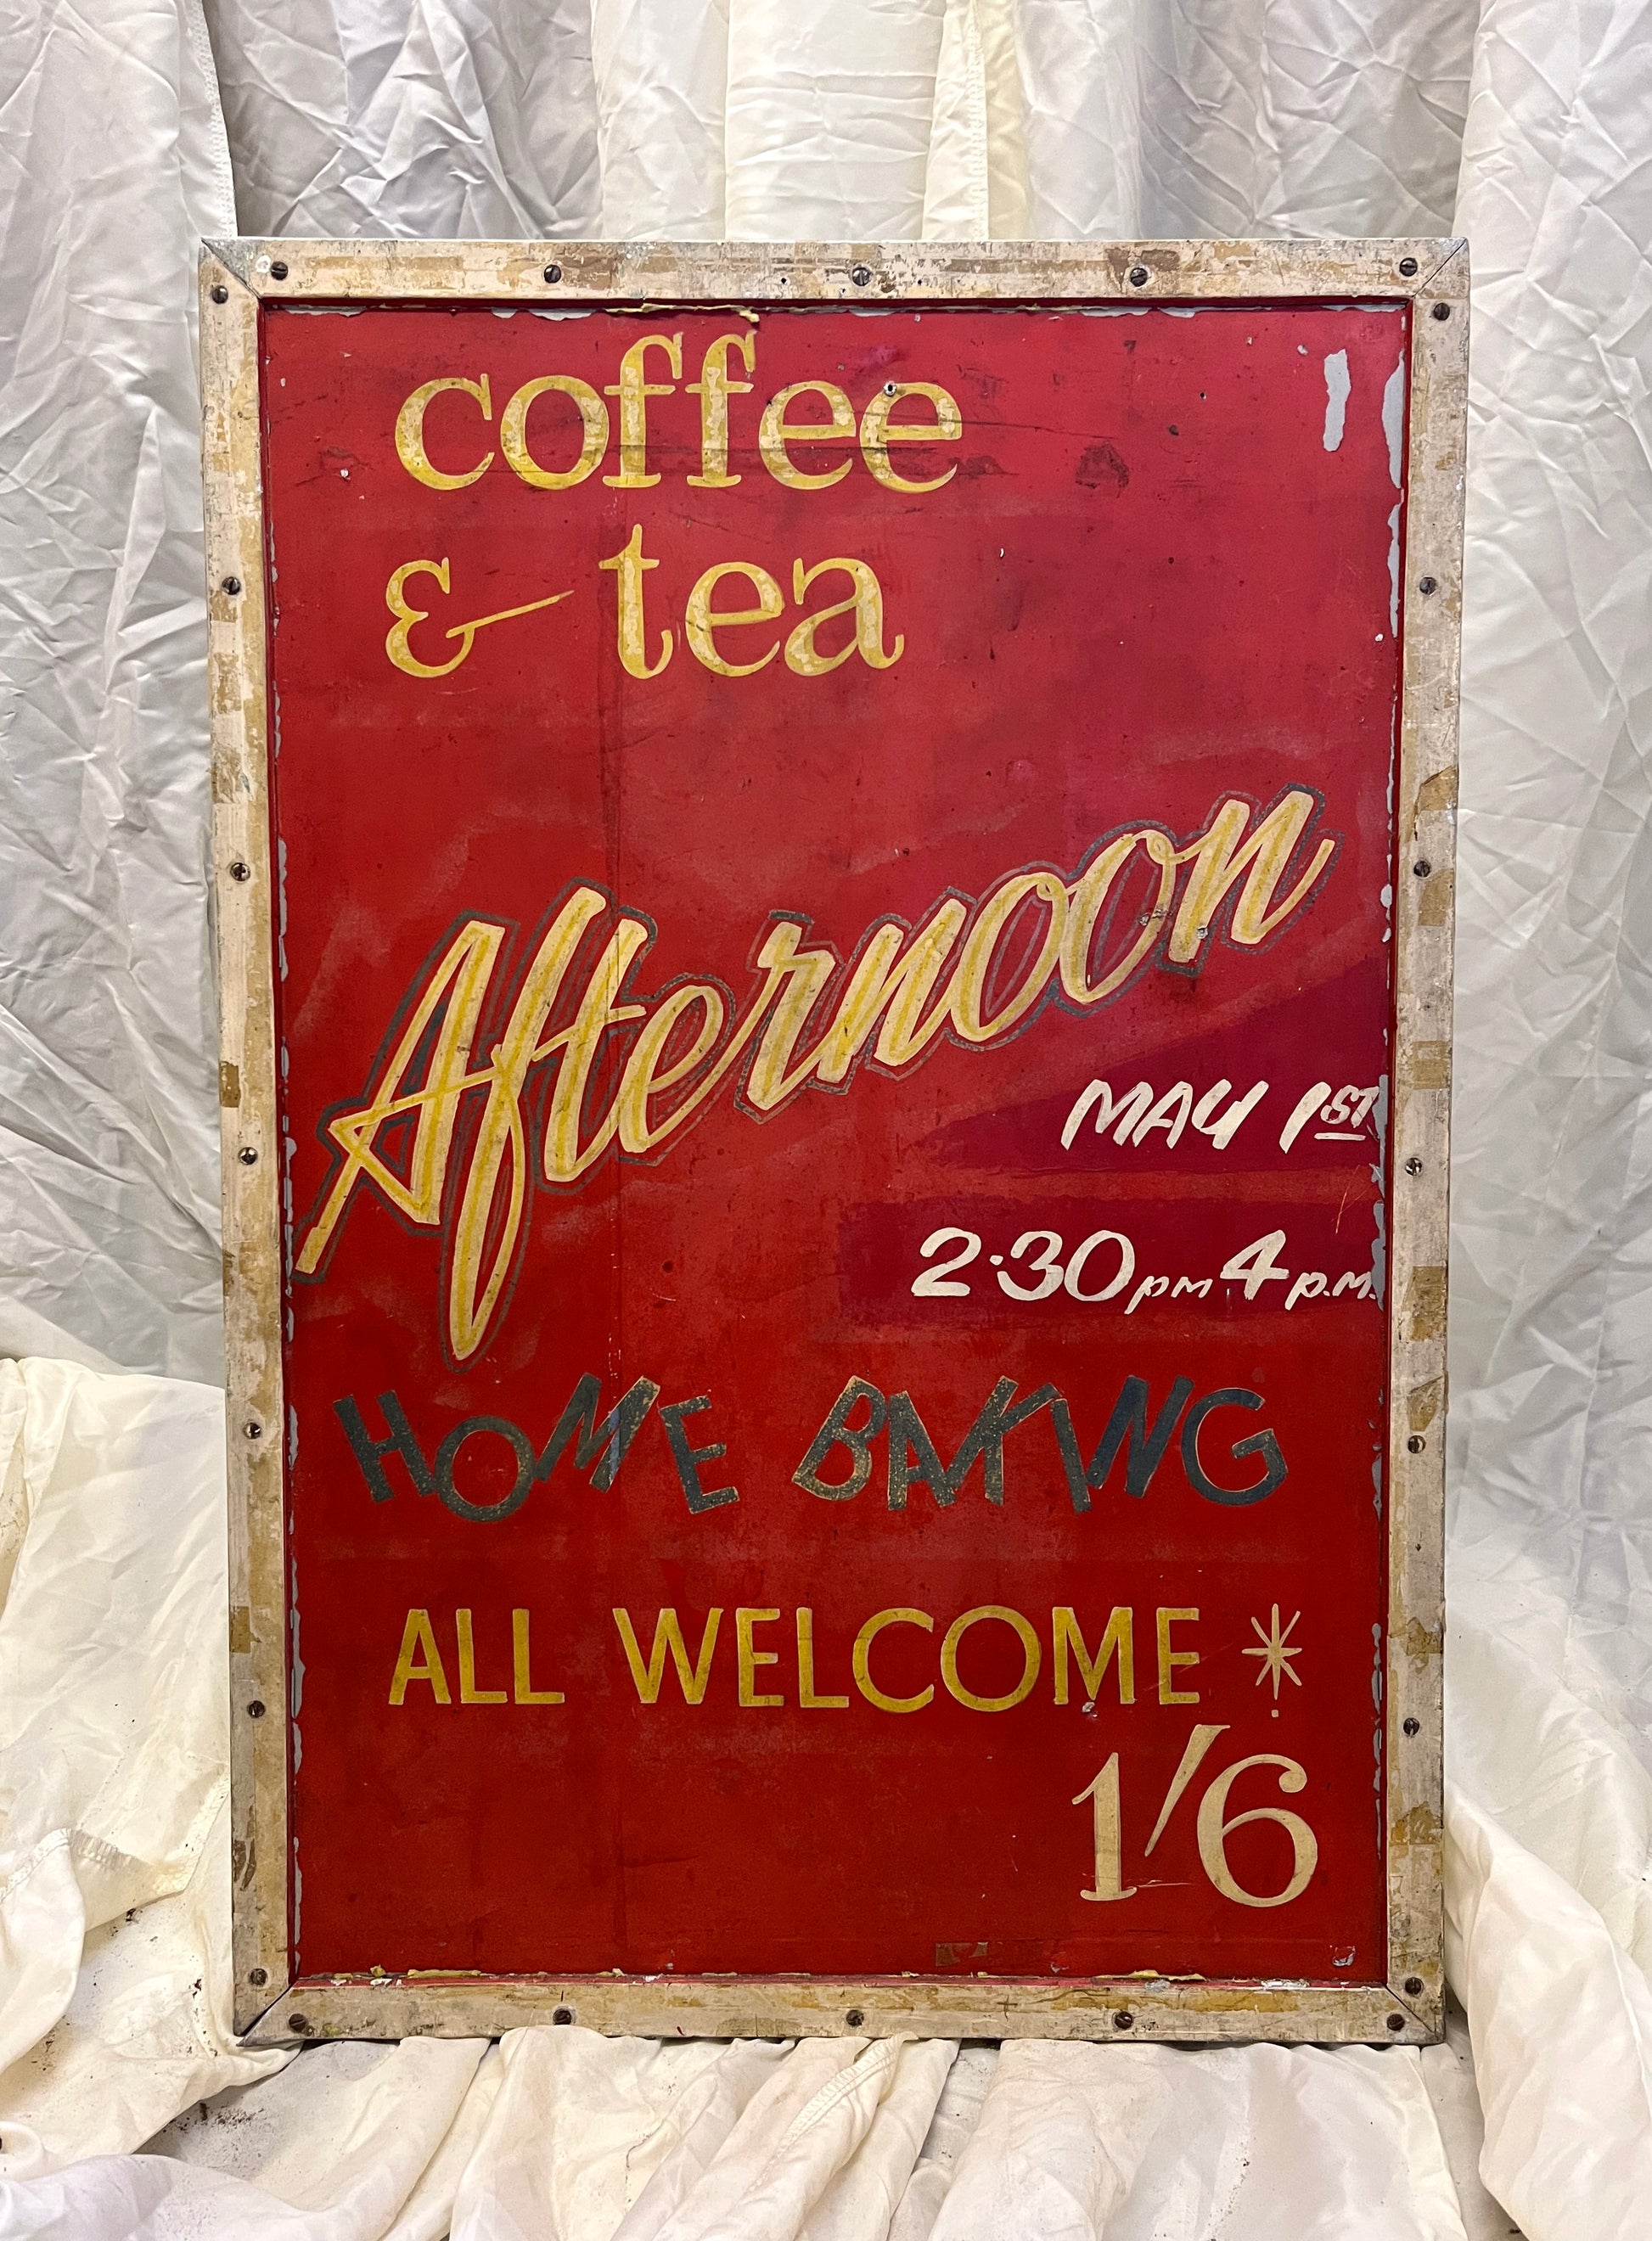 coffee
& tea
Afternoon
MAY 1ST
2·30pm 4p.m.
HOME BAKING
ALL WELCOME *
1/6